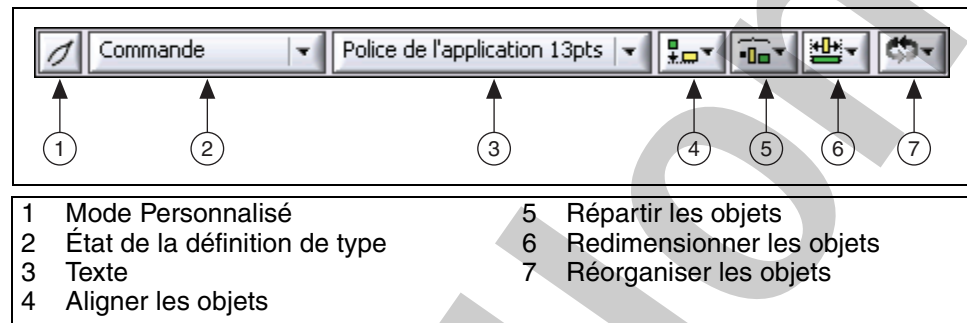 Commande Police de l'application 13pts
1 2 3 4 5 6 7
1 Mode Personnalisé
2 État de la définition de type
3 Texte
4 Aligner les objets
5 Répartir les objets
6 Redimensionner les objets
7 Réorganiser les objets